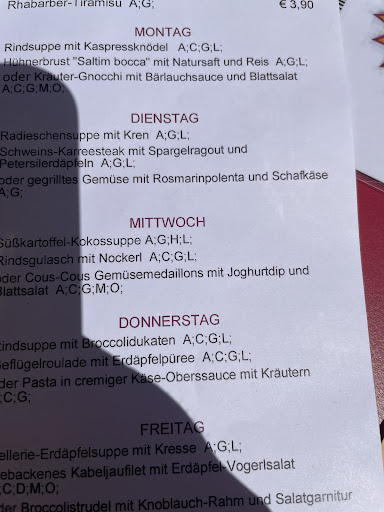 Rhabarber-Tiramisu A;G; € 3,90
MONTAG
Rindsuppe mit Kaspressknödel A;C;G;L;
Hühnerbrust "Saltim bocca" mit Natursaft und Reis A;G;L;
oder Kräuter-Gnocchi mit Bärlauchsauce und Blattsalat
A;C;G,M;O;
DIENSTAG
Radieschensuppe mit Kren A;G;L;
Schweins-Karreesteak mit Spargelragout und
Petersilerdäpfeln A;G;L;
oder gegrilltes Gemüse mit Rosmarinpolenta und Schafkäse
A;G;
MITTWOCH
Süßkartoffel-Kokossuppe A;G;H;L;
Rindsgulasch mit Nockerl A;C;G;L;
oder Cous-Cous Gemüsemedaillons mit Joghurtdip und
Blattsalat A;C;G;M;O;
DONNERSTAG
indsuppe mit Broccolidukaten A;C;G;L;
eflügelroulade mit Erdäpfelpüree A;C;G;L;
der Pasta in cremiger Käse-Oberssauce mit Kräutern
;C;G;
FREITAG
ellerie-Erdäpfelsuppe mit Kresse A;G;L;
ebackenes Kabeljaufilet mit Erdäpfel-Vogerlsalat
;C;D;M;O;
der Broccolistrudel mit Knoblauch-Rahm und Salatgarnitur